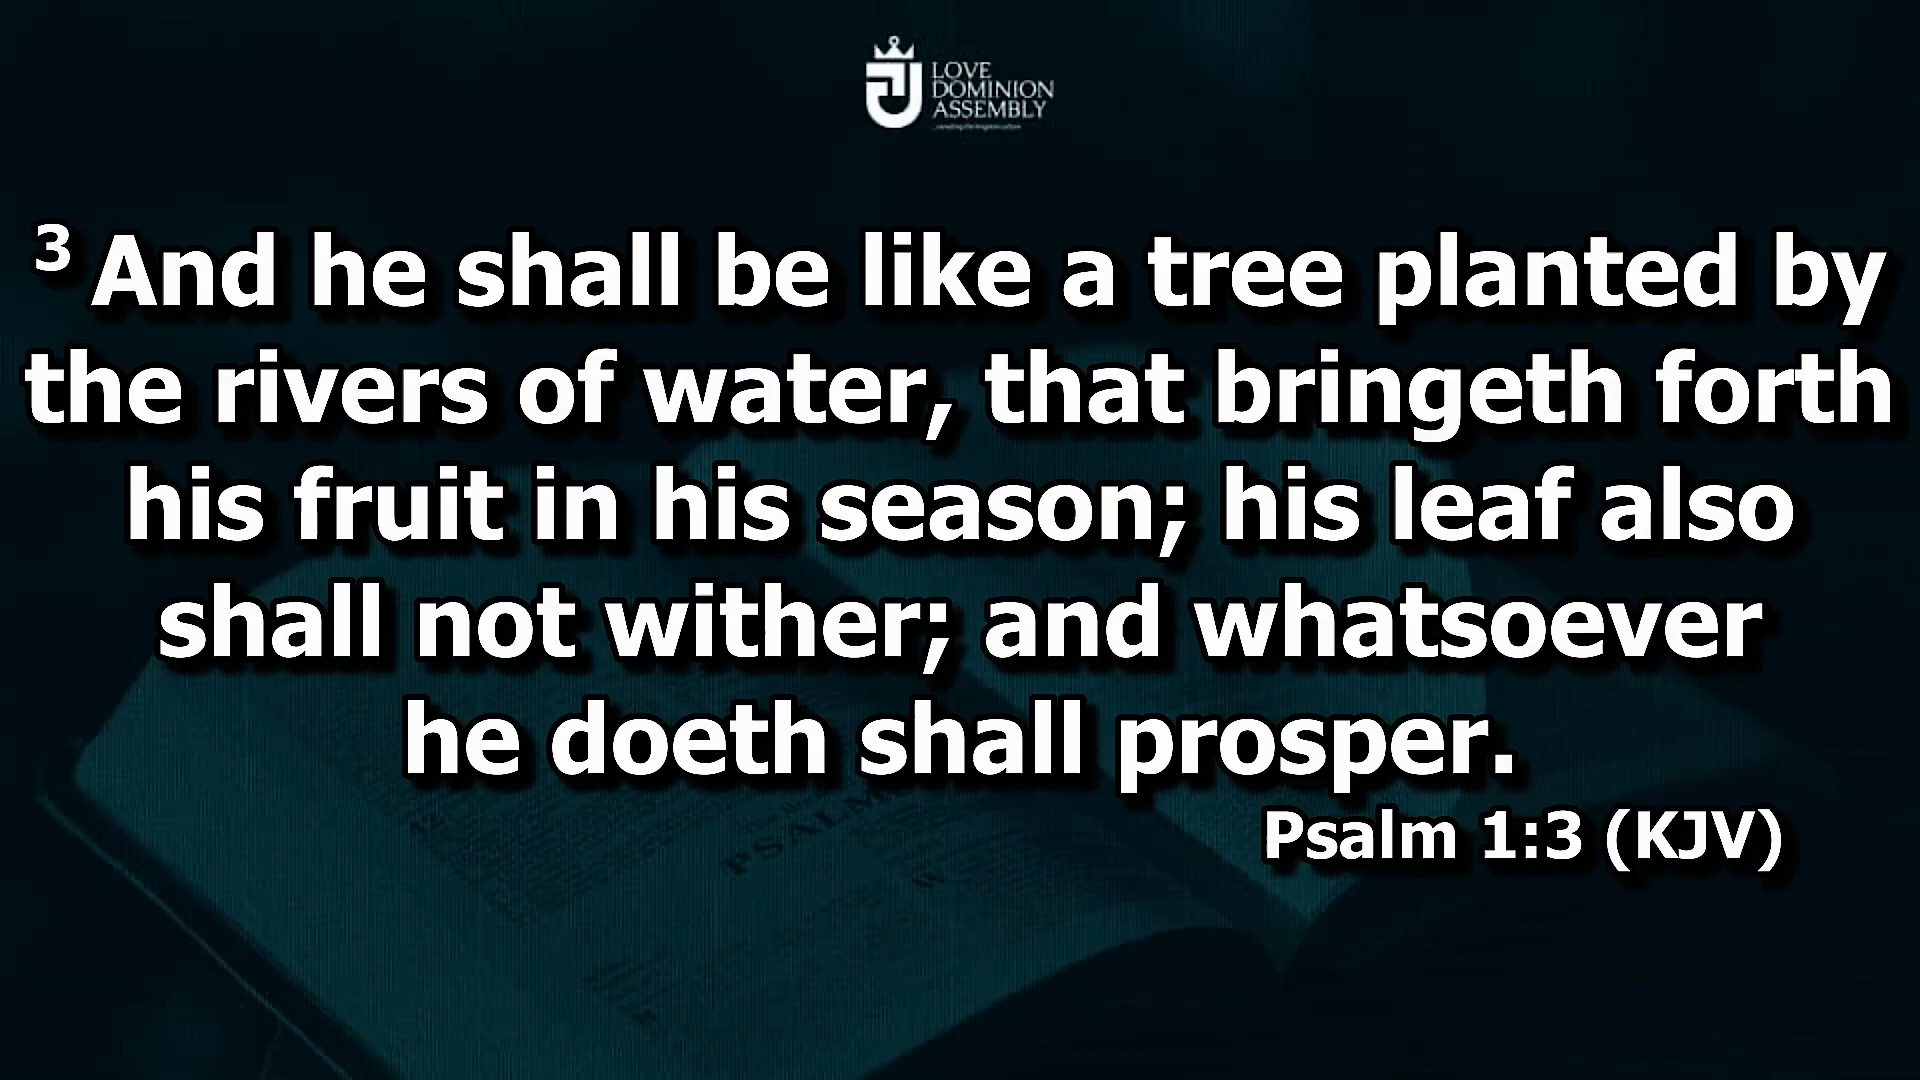 LOVE
DOMINION
ASSEMBLY
3 And he shall be like a tree planted by
the rivers of water, that bringeth forth
his fruit in his season; his leaf also
shall not wither; and whatsoever
he doeth shall prosper.
Psalm 1:3 (KJV)
PSALM